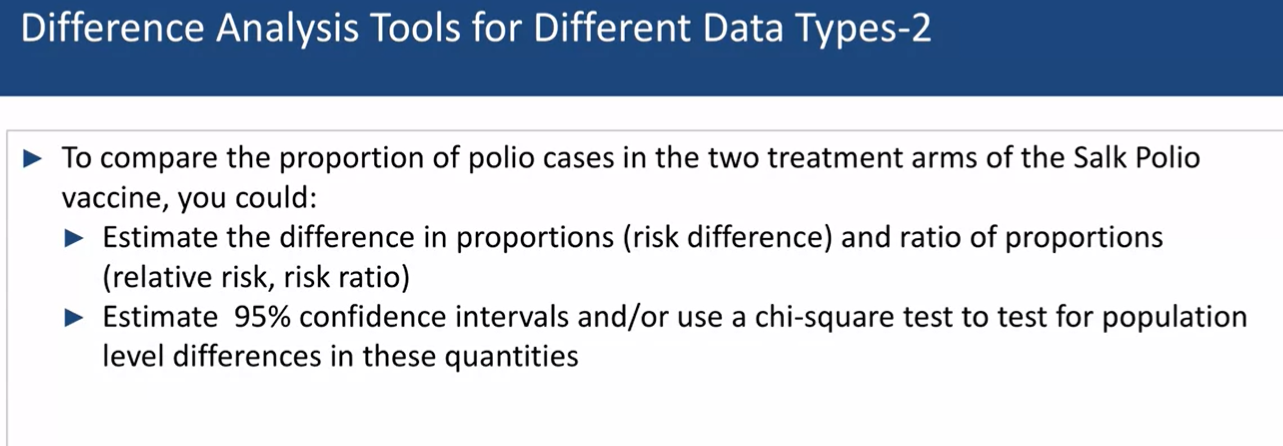 Difference Analysis Tools for Different Data Types-2
► To compare the proportion of polio cases in the two treatment arms of the Salk Polio
vaccine, you could:
► Estimate the difference in proportions (risk difference) and ratio of proportions
(relative risk, risk ratio)
► Estimate  95% confidence intervals and/or use a chi-square test to test for population
level differences in these quantities